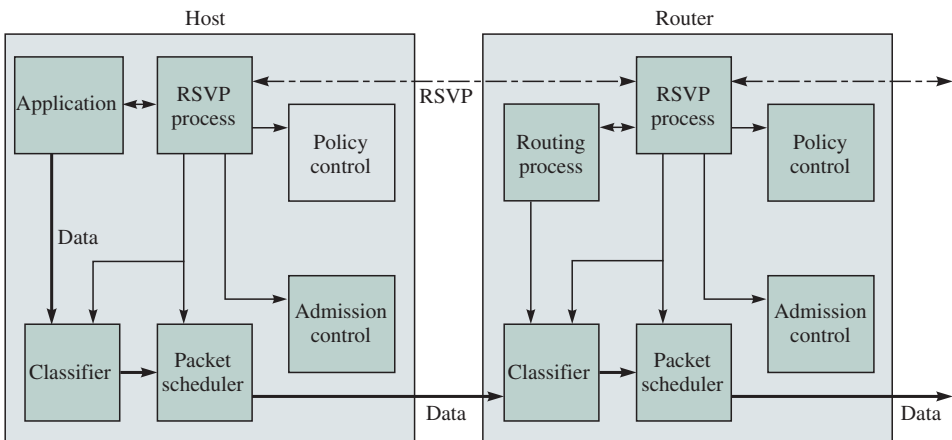 Host
Router
Application
RSVP
process
RSVP
RSVP
process
Policy
control
Routing
process
Policy
control
Data
Admission
control
Admission
control
Classifier
Packet
scheduler
Classifier
Packet
scheduler
Data
Data